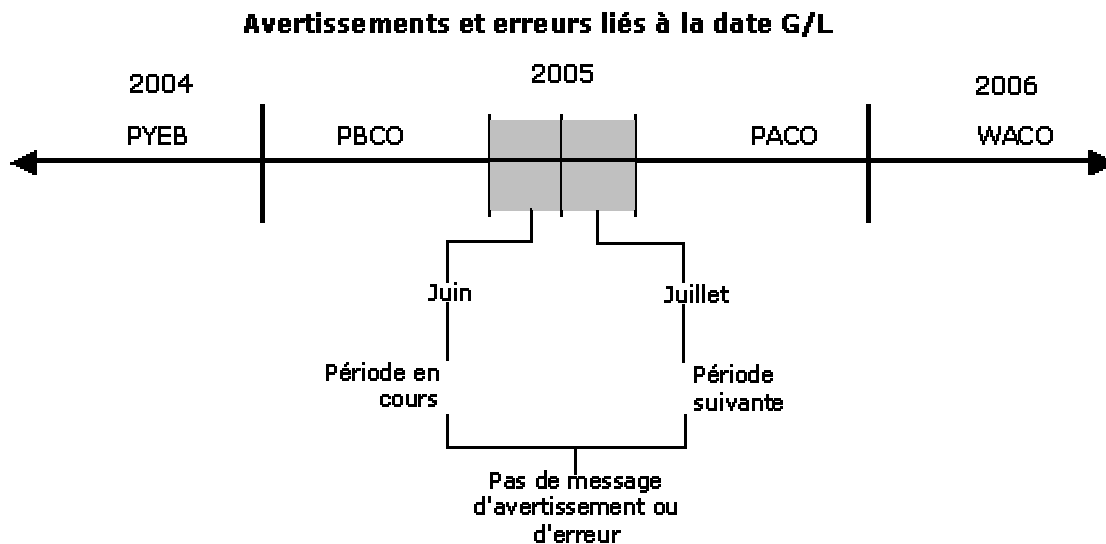 Avertissements et erreurs liés à la date G/L
2004
2005
2006
PYEB
PBCO
PACO
WACO
Juin
Juillet
Période en
cours
Période
suivante
Pas de message
d'avertissement ou
d'erreur